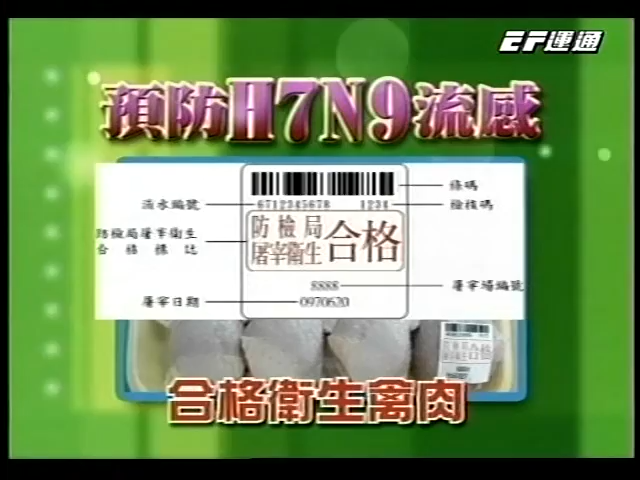 EF運通
預防H7N9流感
條碼
流水編號
6712345678 1234
檢核碼
防檢局屠宰衛生
合格標誌
防檢局
屠宰衛生
合格
8888
屠宰場編號
屠宰日期
0970620
合格衛生禽肉